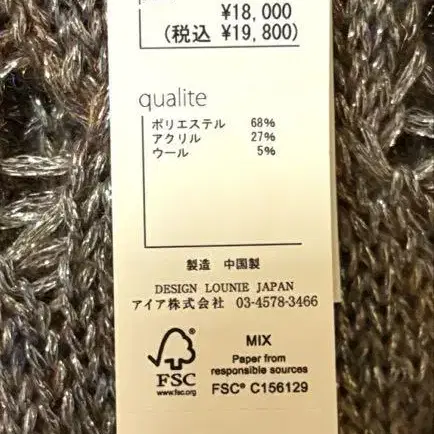 ¥18,000
(税込 ¥19,800)
qualite
ポリエステル 68%
アクリル 27%
ウール 5%
製造 中国製
DESIGN LOUNIE JAPAN
アイア株式会社 03-4578-3466
FSC
www.fsc.org
MIX
Paper from
responsible sources
FSC® C156129